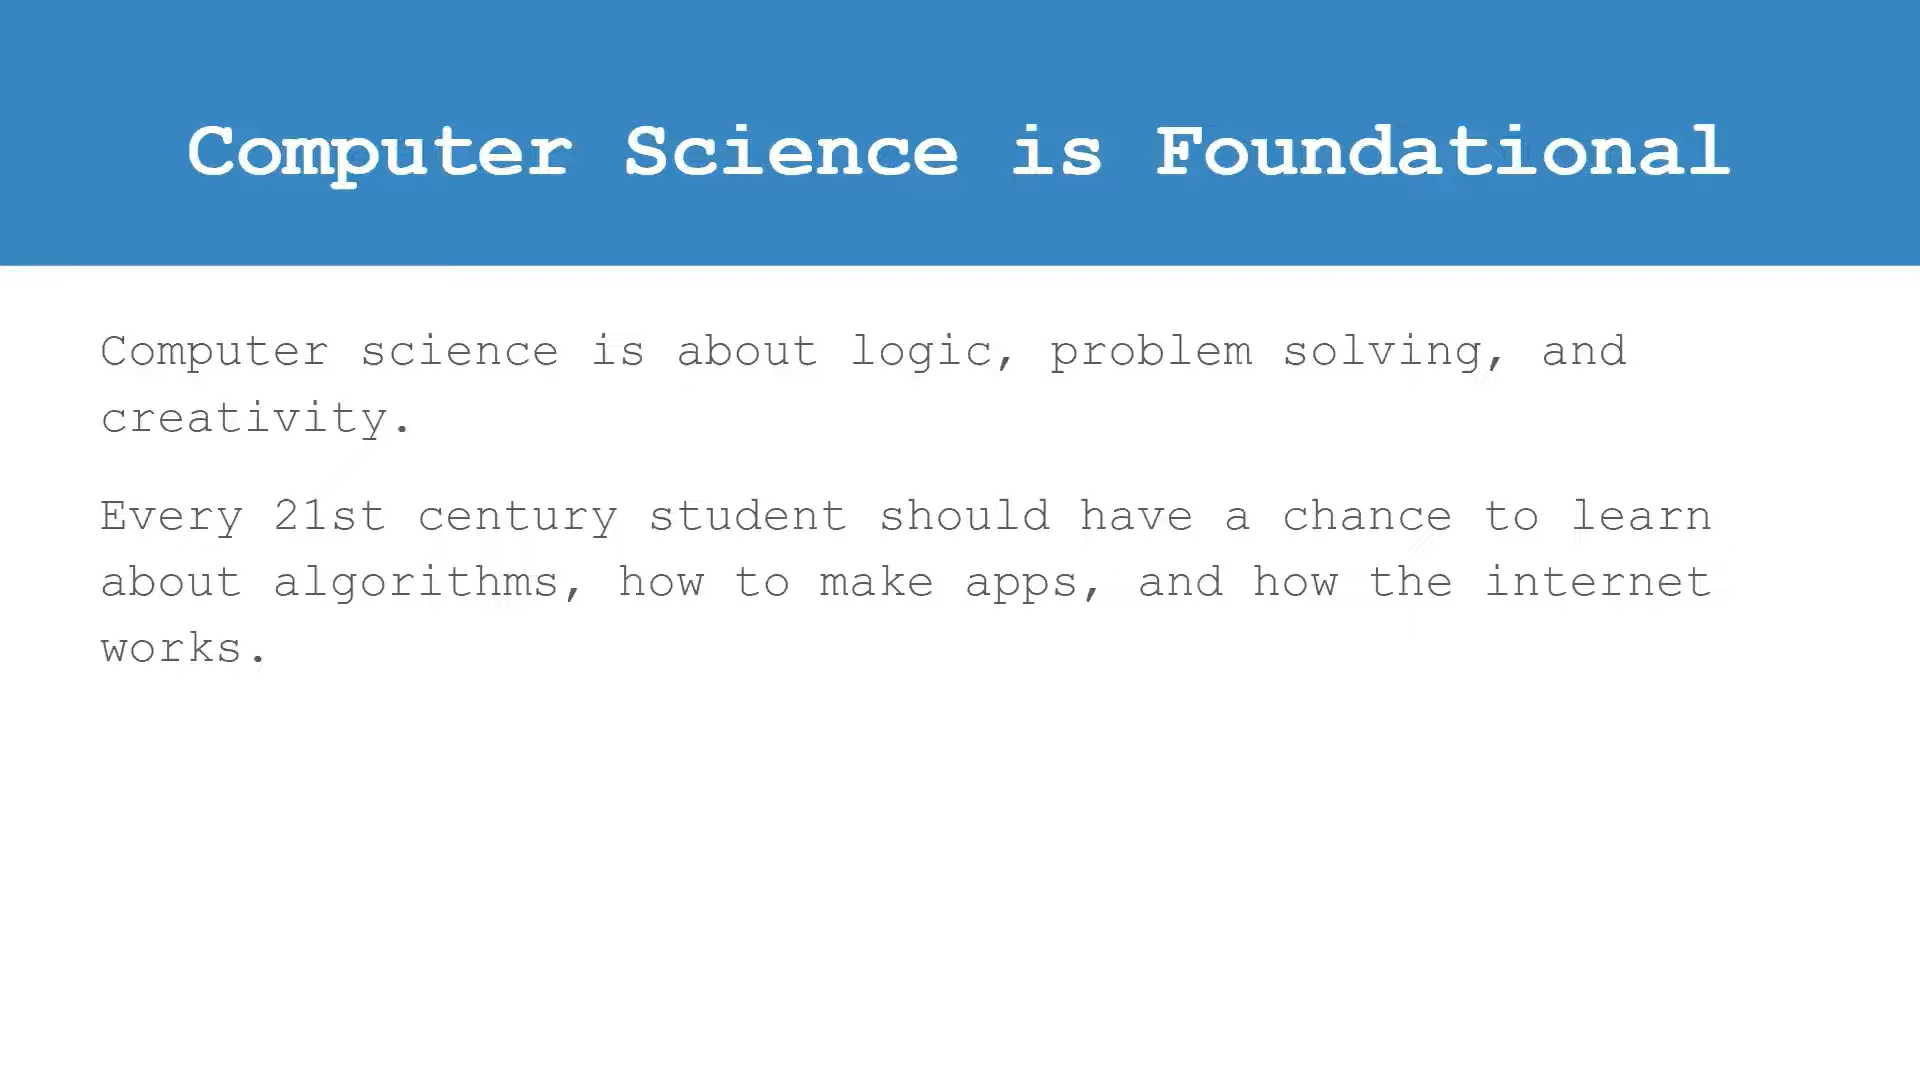 Computer Science is Foundational
Computer science is about logic, problem solving, and
creativity.
Every 21st century student should have a chance to learn
about algorithms, how to make apps, and how the internet
works.